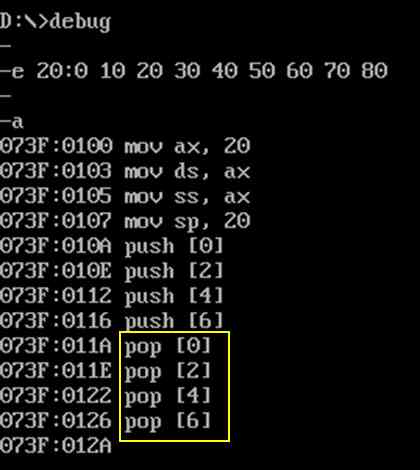 D:\>debug
-
-e 20:0 10 20 30 40 50 60 70 80
-
-a
073F:0100 mov ax, 20
073F:0103 mov ds, ax
073F:0105 mov ss, ax
073F:0107 mov sp, 20
073F:010A push [0]
073F:010E push [2]
073F:0112 push [4]
073F:0116 push [6]
073F:011A pop [0]
073F:011E pop [2]
073F:0122 pop [4]
073F:0126 pop [6]
073F:012A